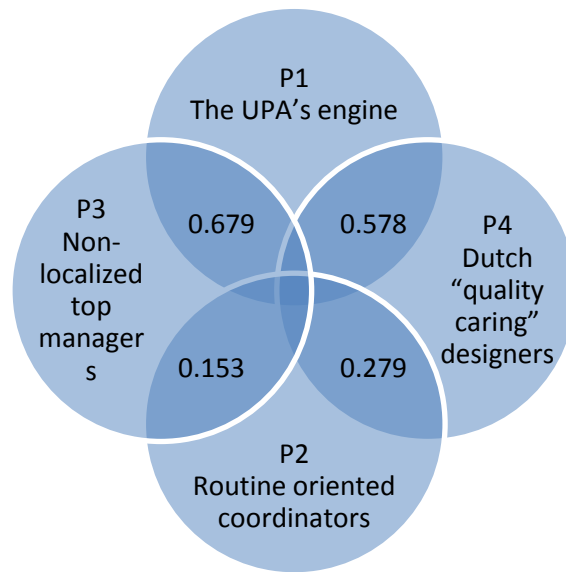 P1
The UPA's engine
P3
Non-
localized
top
manager
s
0.679
0.578
P4
Dutch
“quality
caring”
designers
0.153
0.279
P2
Routine oriented
coordinators